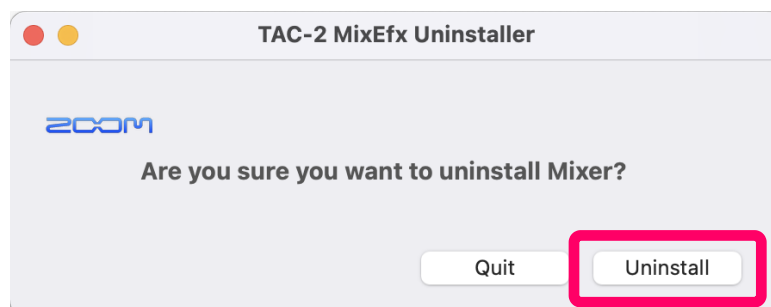 TAC-2 MixEfx Uninstaller
ZOOM
Are you sure you want to uninstall Mixer?
Quit
Uninstall